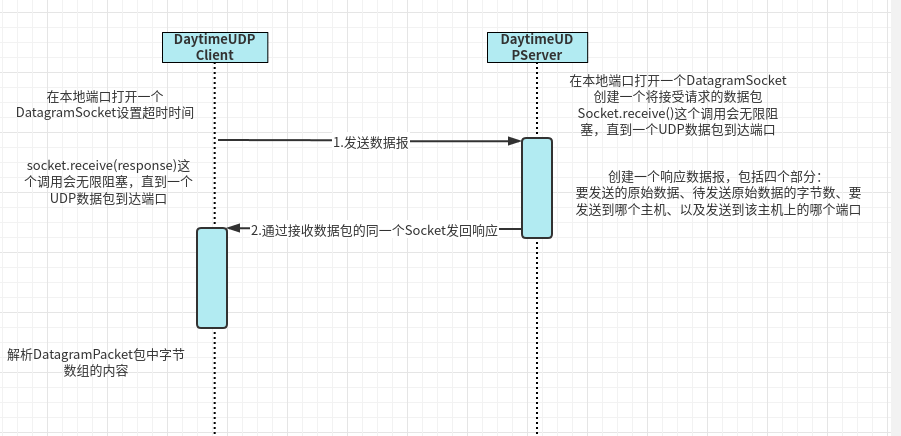 DaytimeUDP
Client
DaytimeUD
PServer
在本地端口打开一个
DatagramSocket设置超时时间
在本地端口打开一个DatagramSocket
创建一个将接受请求的数据包
Socket.receive()这个调用会无限阻
塞，直到一个UDP数据包到达端口
1.发送数据报
socket.receive(response)这
个调用会无限阻塞，直到一个
UDP数据包到达端口
创建一个响应数据报，包括四个部分：
要发送的原始数据、待发送原始数据的字节数、要
发送到哪个主机、以及发送到该主机上的哪个端口
2.通过接收数据包的同一个Socket发回响应
解析DatagramPacket包中字节
数组的内容